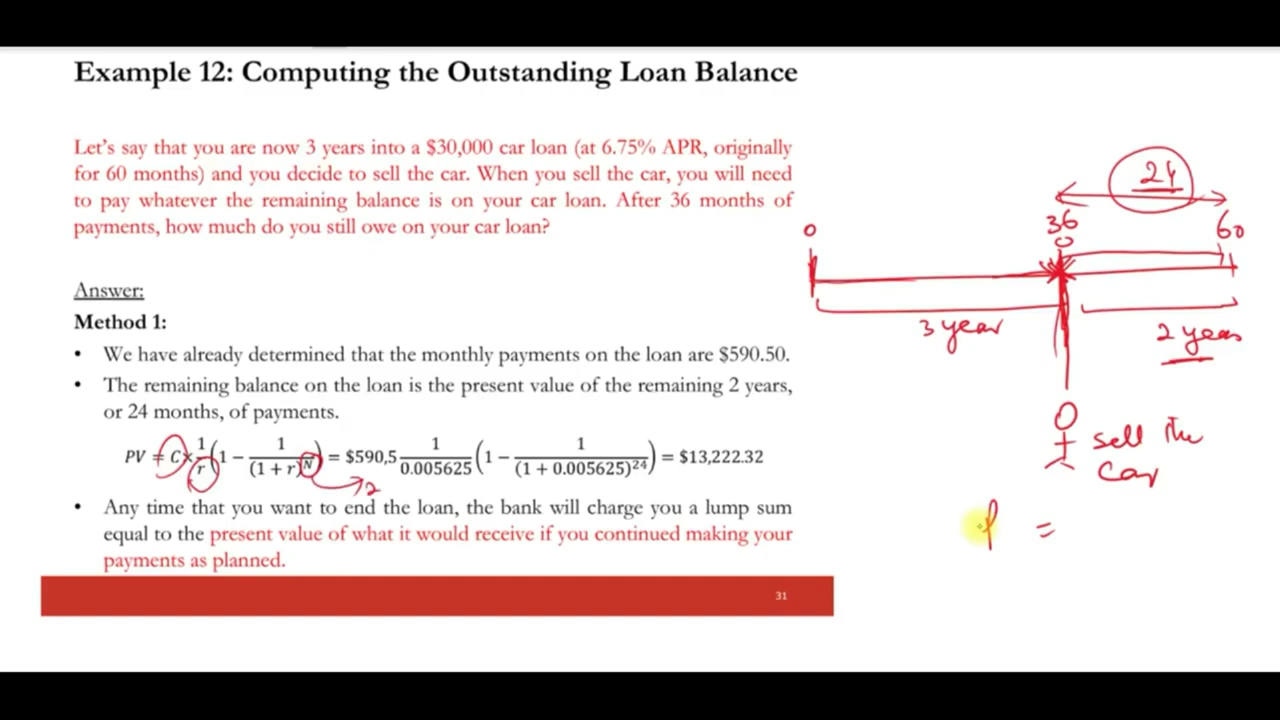 Example 12: Computing the Outstanding Loan Balance
Let's say that you are now 3 years into a $30,000 car loan (at 6.75% APR, originally
for 60 months) and you decide to sell the car. When you sell the car, you will need
to pay whatever the remaining balance is on your car loan. After 36 months of
payments, how much do you still owe on your car loan?
Answer:
Method 1:
• We have already determined that the monthly payments on the loan are $590.50.
• The remaining balance on the loan is the present value of the remaining 2 years,
or 24 months, of payments.
PV = C× 1/r (1 − 1/(1 + r)^N) = $590,5 1/0.005625 (1 − 1/(1 + 0.005625)^24) = $13,222.32
2
• Any time that you want to end the loan, the bank will charge you a lump sum
equal to the present value of what it would receive if you continued making your
payments as planned.
31
24
0 36 60
0
3 year 2 years
sell the
car
=